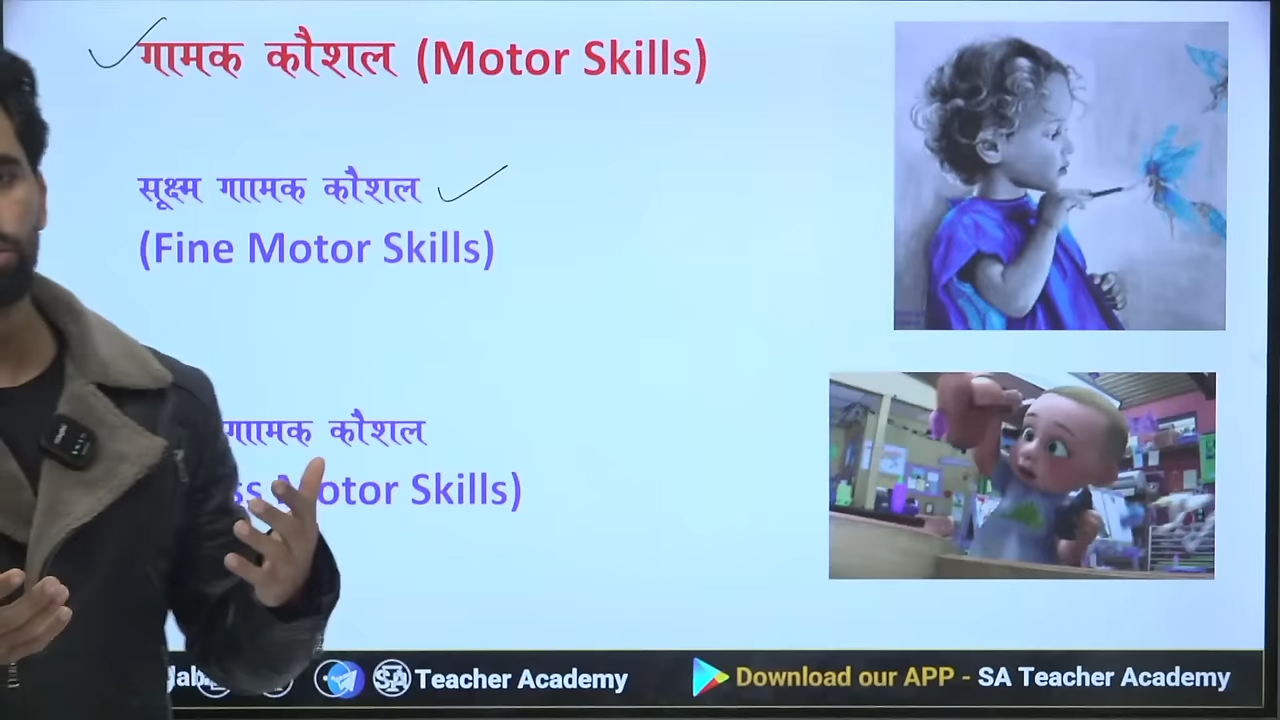 गामक कौशल (Motor Skills)
सूक्ष्म गाामक कौशल
(Fine Motor Skills)
गाामक कौशल
Motor Skills)
Teacher Academy
Download our APP - SA Teacher Academy